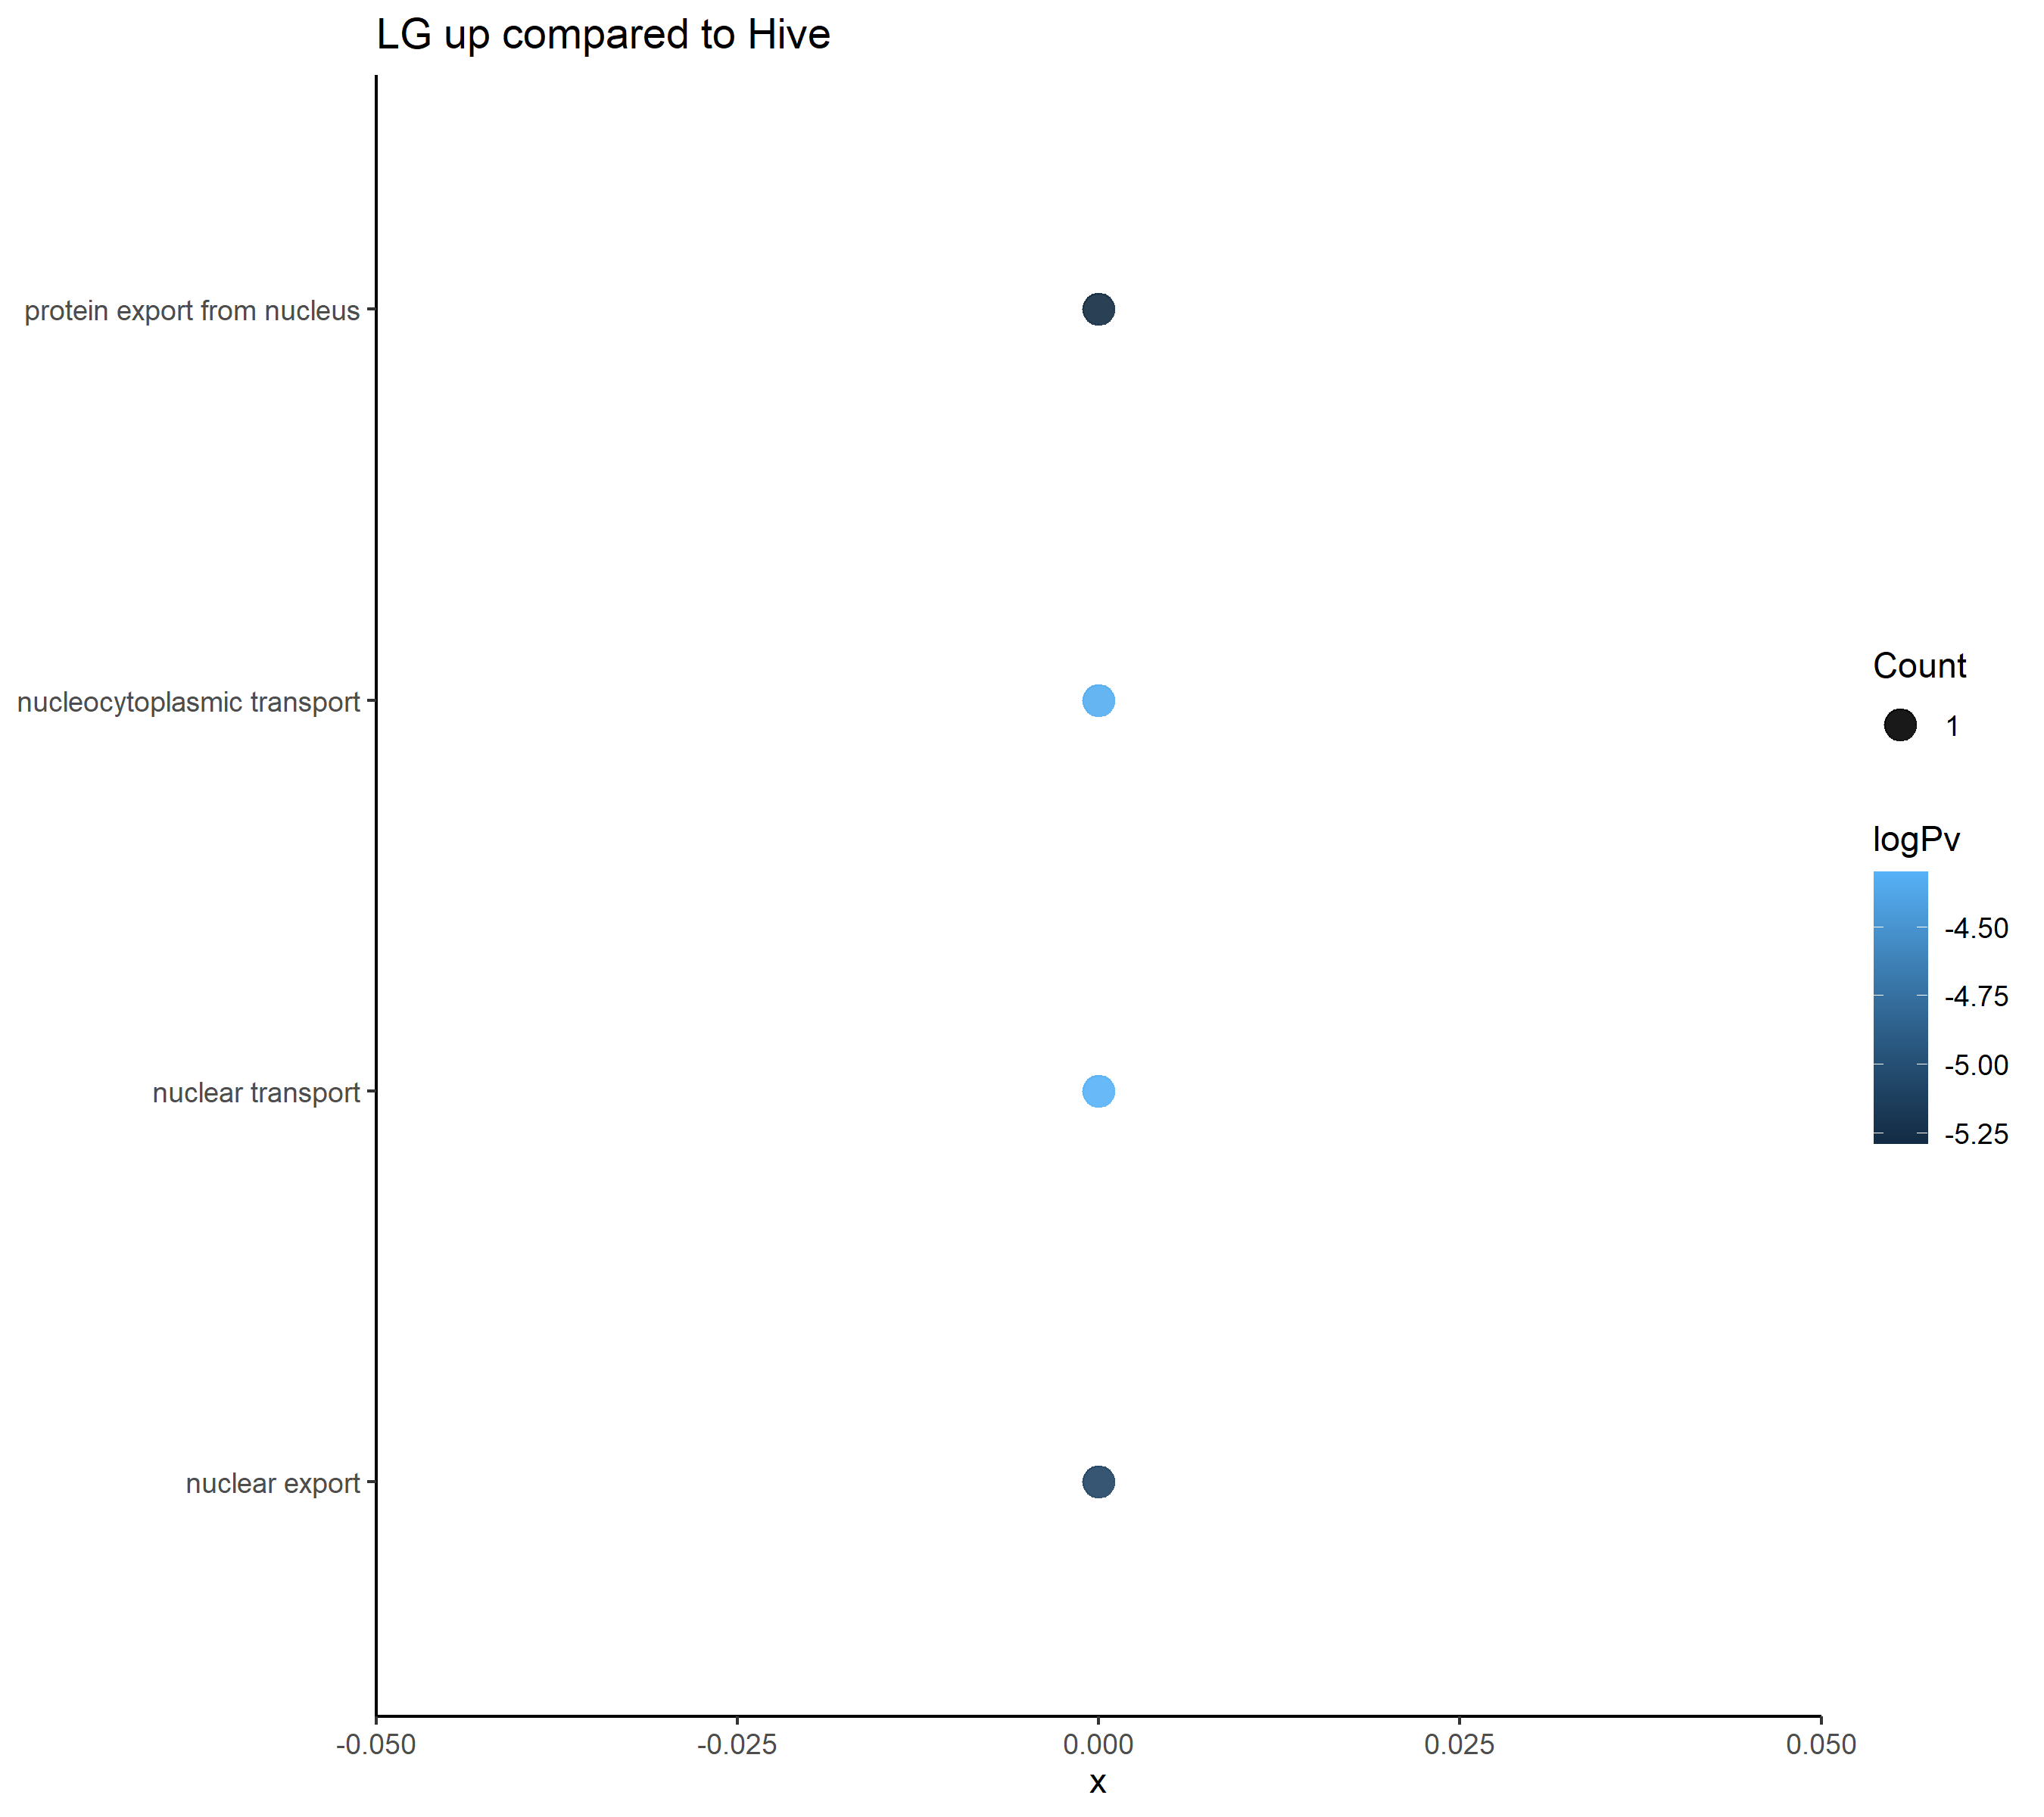 LG up compared to Hive
protein export from nucleus
nucleocytoplasmic transport
nuclear transport
nuclear export
-0.050
-0.025
0.000
0.025
0.050
x
Count
1
logPv
-4.50
-4.75
-5.00
-5.25